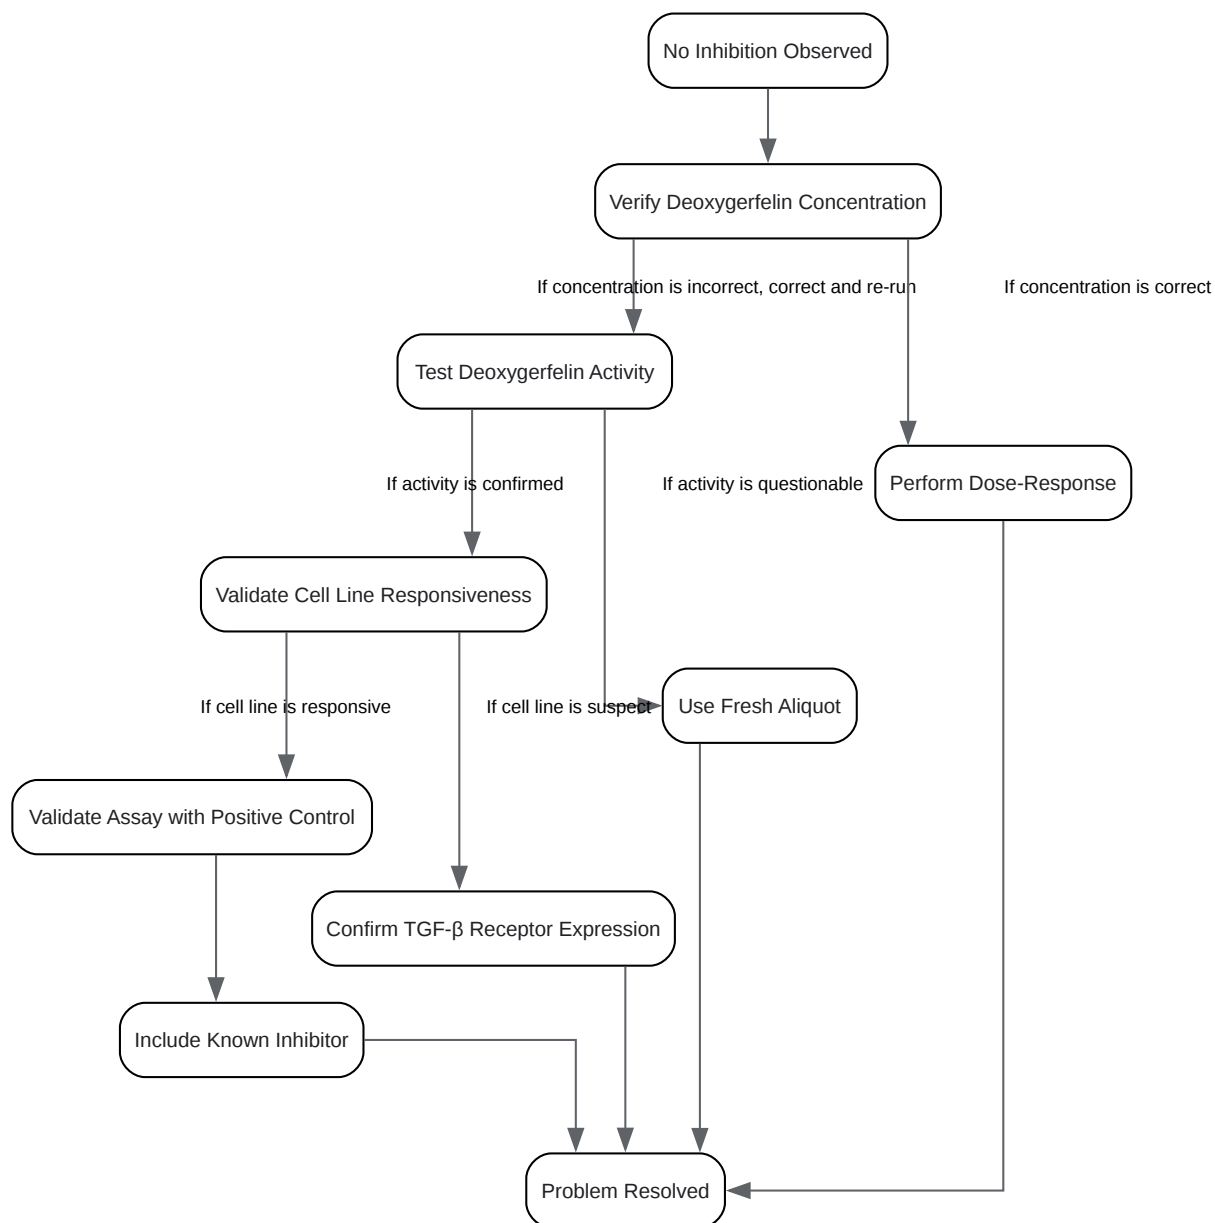 No Inhibition Observed
Verify Deoxygerfelin Concentration
If concentration is incorrect, correct and re-run
If concentration is correct
Test Deoxygerfelin Activity
If activity is confirmed
If activity is questionable
Perform Dose-Response
Validate Cell Line Responsiveness
If cell line is responsive
If cell line is suspect
Use Fresh Aliquot
Validate Assay with Positive Control
Confirm TGF-β Receptor Expression
Include Known Inhibitor
Problem Resolved